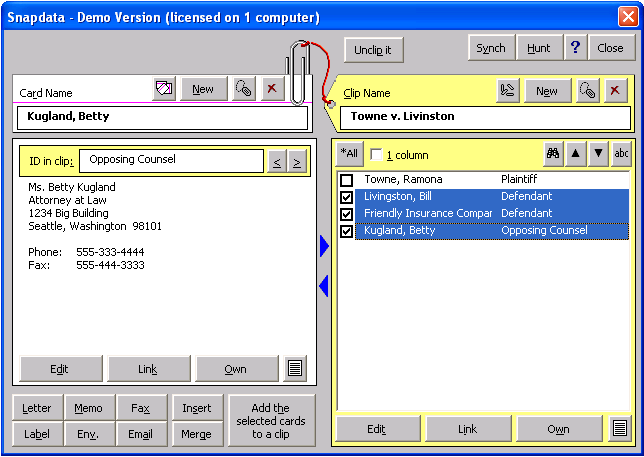 Snapdata - Demo Version (licensed on 1 computer)
Unclip it
Synch Hunt ? Close
Card Name New
Kugland, Betty
Clip Name New
Towne v. Livinston
ID in clip: Opposing Counsel < >
Ms. Betty Kugland
Attorney at Law
1234 Big Building
Seattle, Washington 98101
Phone: 555-333-4444
Fax: 555-444-3333
Edit Link Own
*All 1 column abc
Towne, Ramona Plaintiff
Livingston, Bill Defendant
Friendly Insurance Compar Defendant
Kugland, Betty Opposing Counsel
Edit Link Own
Letter Memo Fax Insert
Label Env. Email Merge
Add the
selected cards
to a clip